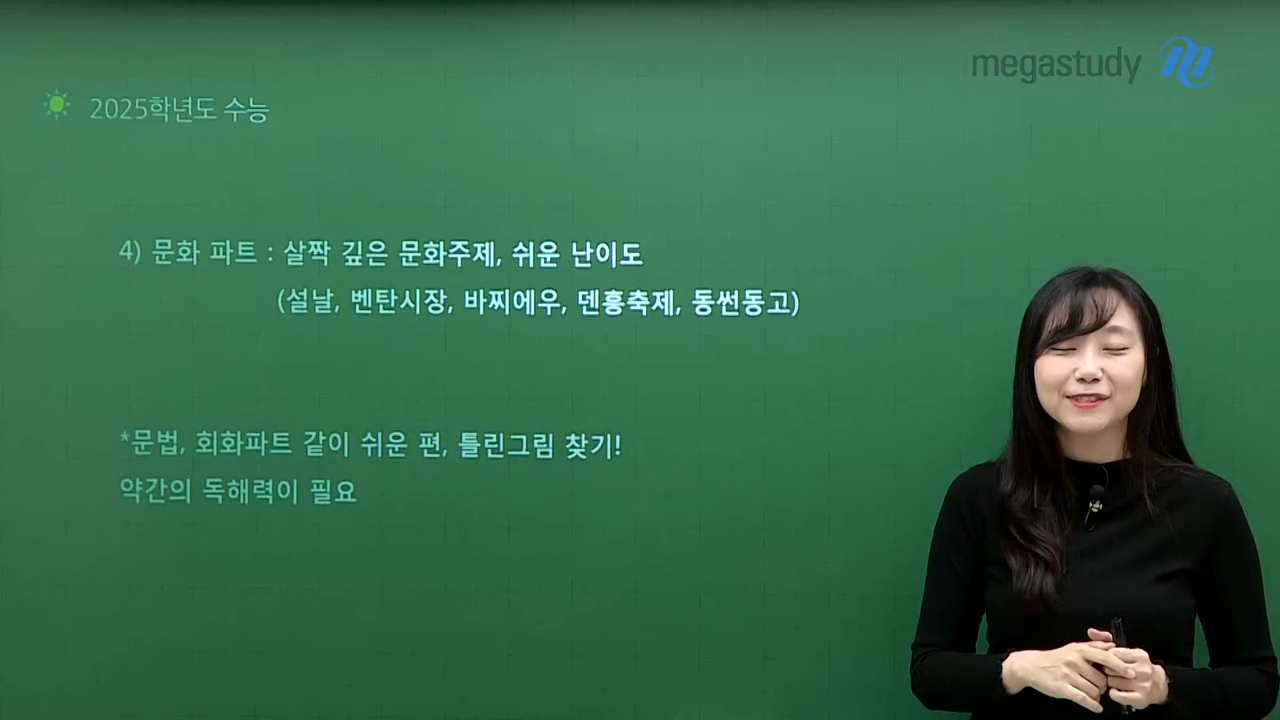 megastudy
2025학년도 수능
4) 문화 파트 : 살짝 깊은 문화주제, 쉬운 난이도
(설날, 벤탄시장, 바찌에우, 덴흥축제, 동썬동고)
*문법, 회화파트 같이 쉬운 편, 틀린그림 찾기!
약간의 독해력이 필요